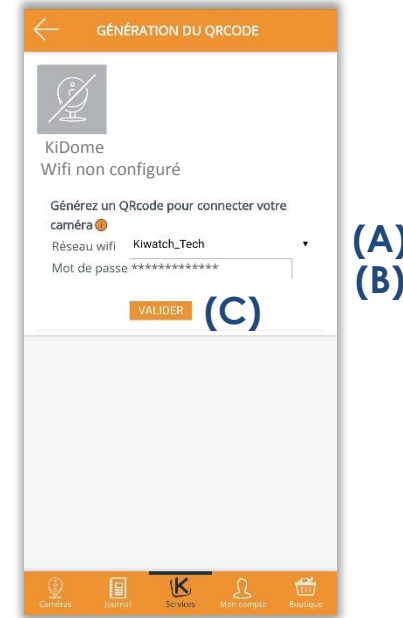 GÉNÉRATION DU QRCODE
KiDome
Wifi non configuré
Générez un QRcode pour connecter votre
caméra
Réseau wifi Kiwatch_Tech (A)
Mot de passe ************* (B)
VALIDER (C)
Caméras Journal Services Mon compte Boutique